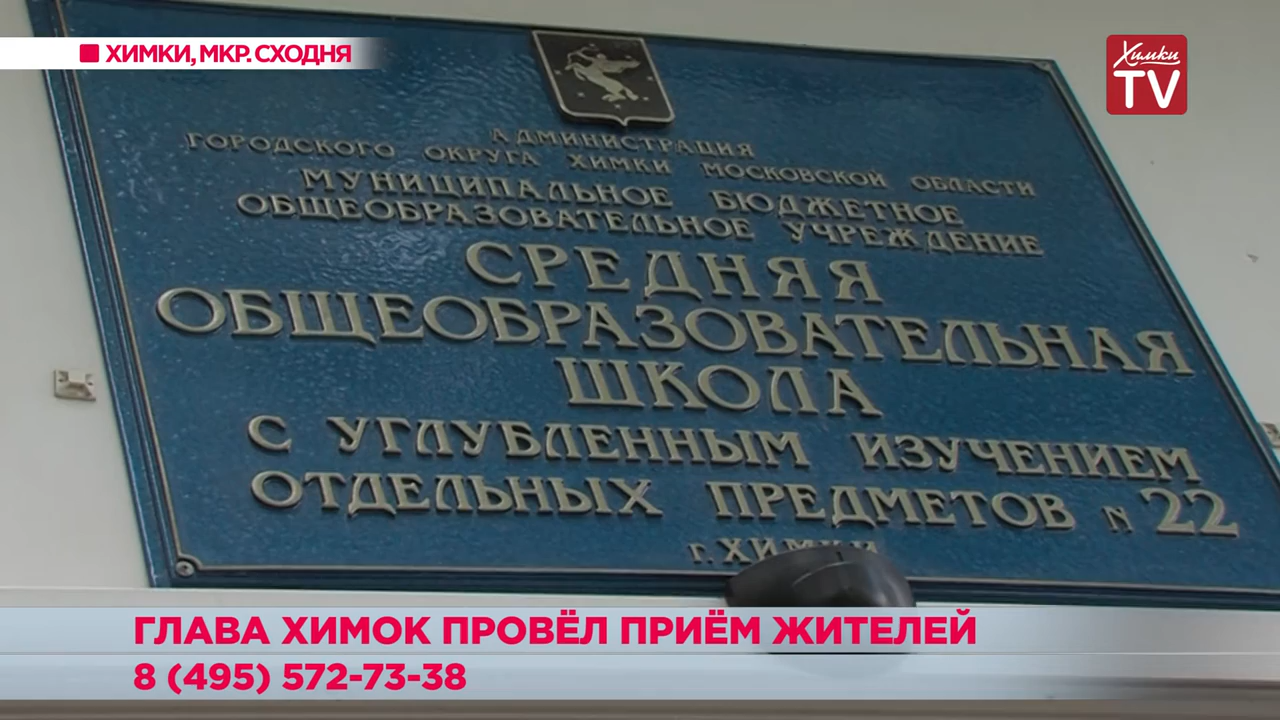 ХИМКИ, МКР. СХОДНЯ
Химки
TV
АДМИНИСТРАЦИЯ
ГОРОДСКОГО ОКРУГА ХИМКИ МОСКОВСКОЙ ОБЛАСТИ
МУНИЦИПАЛЬНОЕ БЮДЖЕТНОЕ
ОБЩЕОБРАЗОВАТЕЛЬНОЕ УЧРЕЖДЕНИЕ
СРЕДНЯЯ
ОБЩЕОБРАЗОВАТЕЛЬНАЯ
ШКОЛА
С УГЛУБЛЕННЫМ ИЗУЧЕНИЕМ
ОТДЕЛЬНЫХ ПРЕДМЕТОВ N 22
г. ХИМКИ
ГЛАВА ХИМОК ПРОВЁЛ ПРИЁМ ЖИТЕЛЕЙ
8 (495) 572-73-38